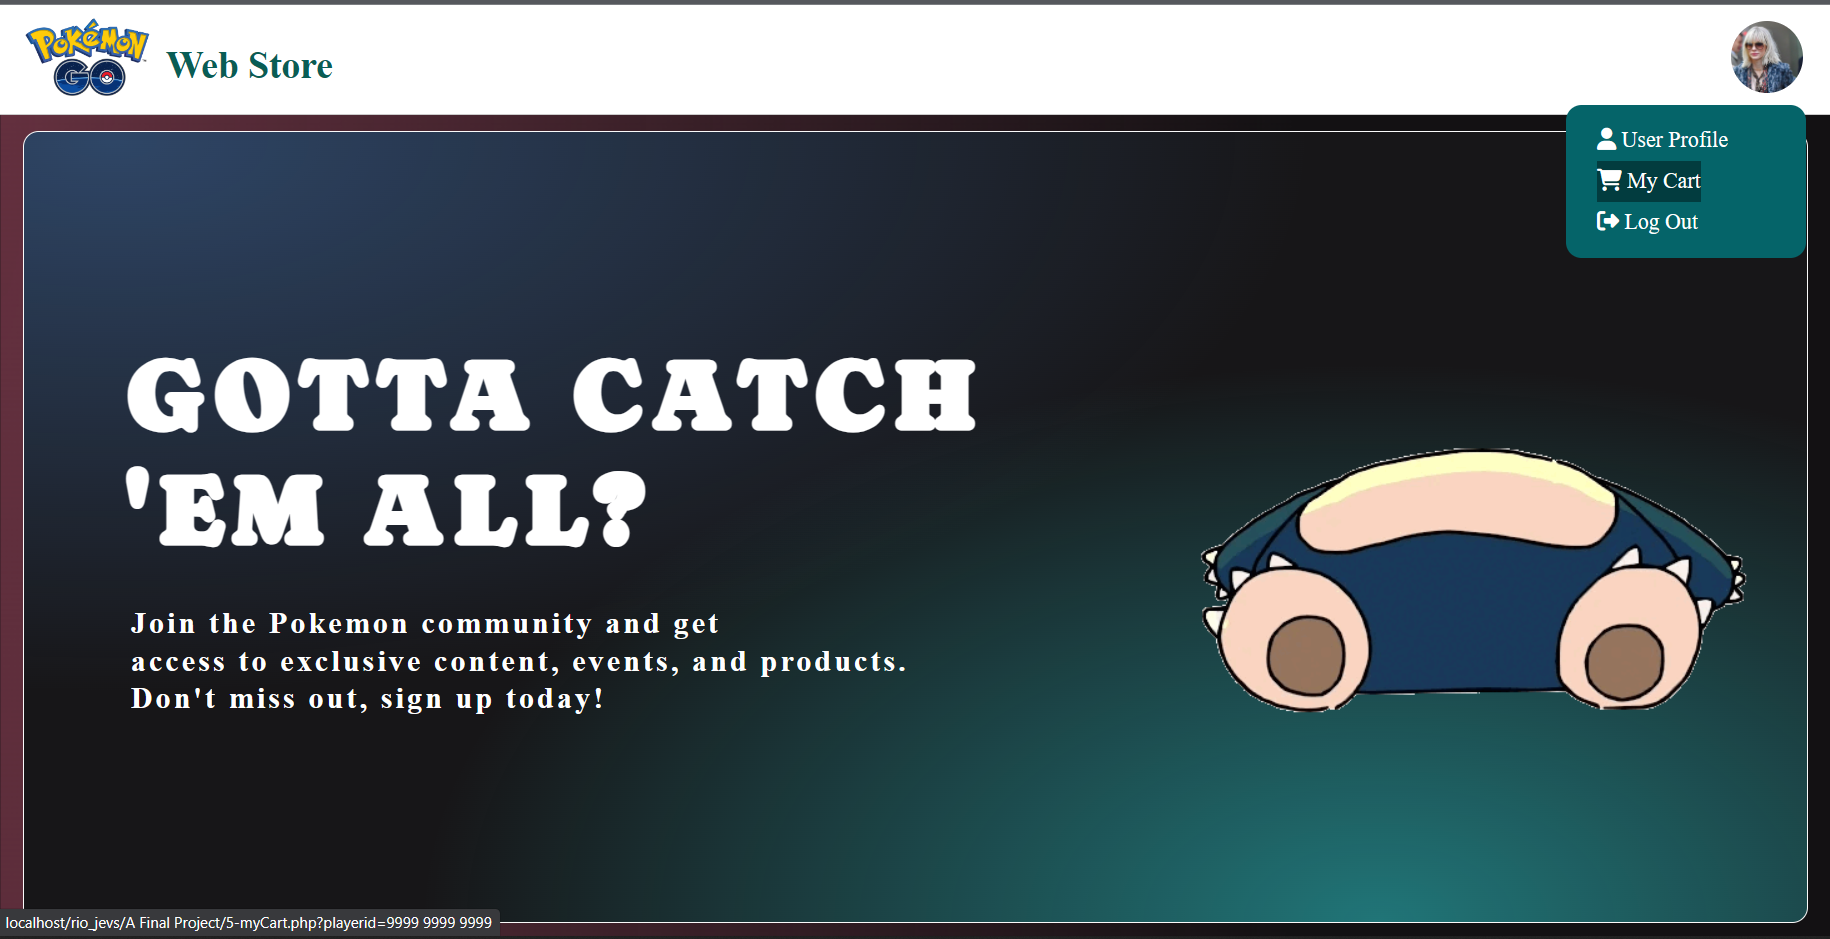 POKéMON
GO
Web Store
User Profile
My Cart
Log Out
GOTTA CATCH
'EM ALL?
Join the Pokemon community and get
access to exclusive content, events, and products.
Don't miss out, sign up today!
localhost/rio_jevs/A Final Project/5-myCart.php?playerid=9999 9999 9999